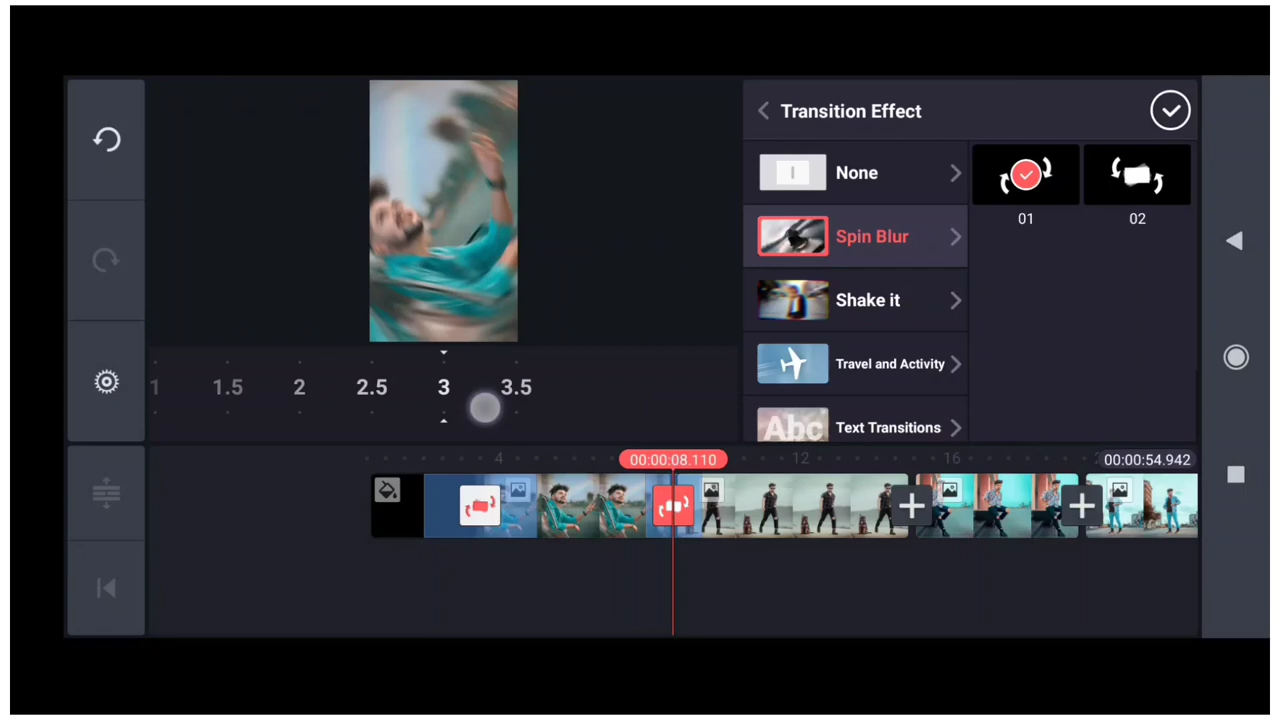 Transition Effect
None
01
02
Spin Blur
Shake it
Travel and Activity
Abc
Text Transitions
1
1.5
2
2.5
3
3.5
4
00:00:08.110
12
16
00:00:54.942